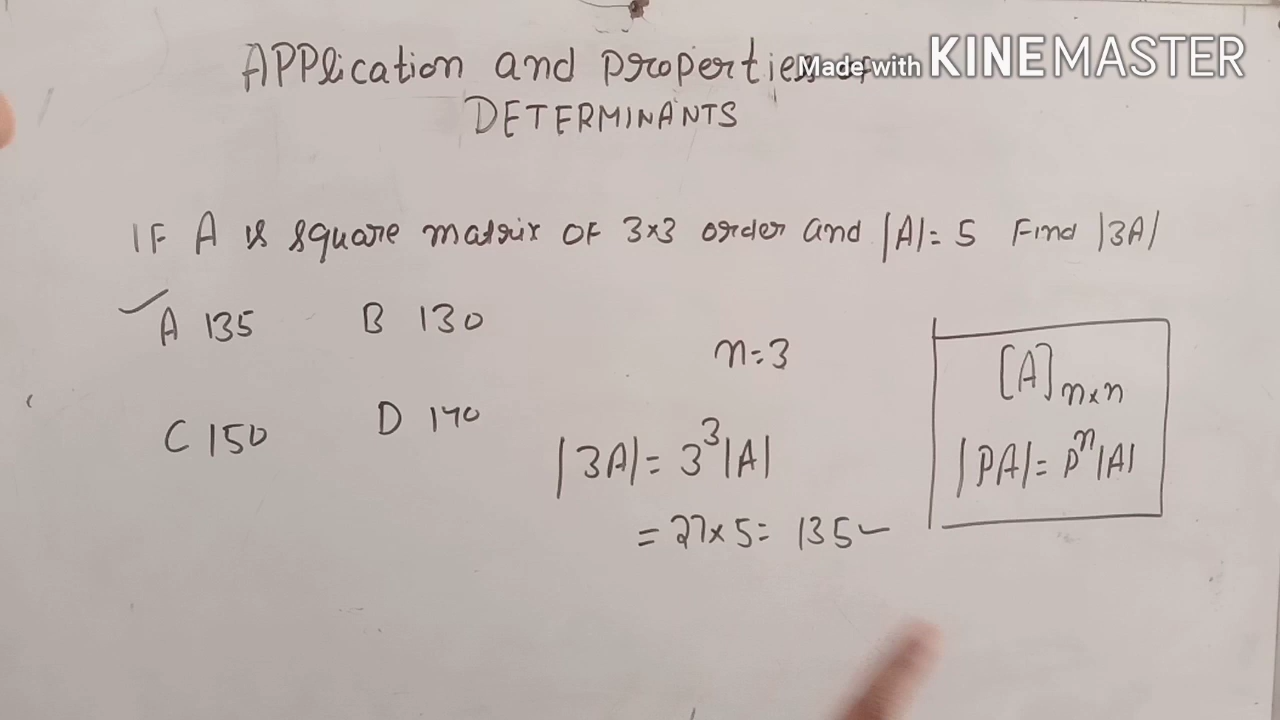 APPlication and properties of
Made with KINEMASTER
DETERMINANTS
IF A is square matrix OF 3×3 order and |A|= 5 Find |3A|
A 135 B 130
C 150 D 140
n=3
|3A|= 3³|A|
= 27×5= 135
[A]n×n
|PA|= Pⁿ|A|